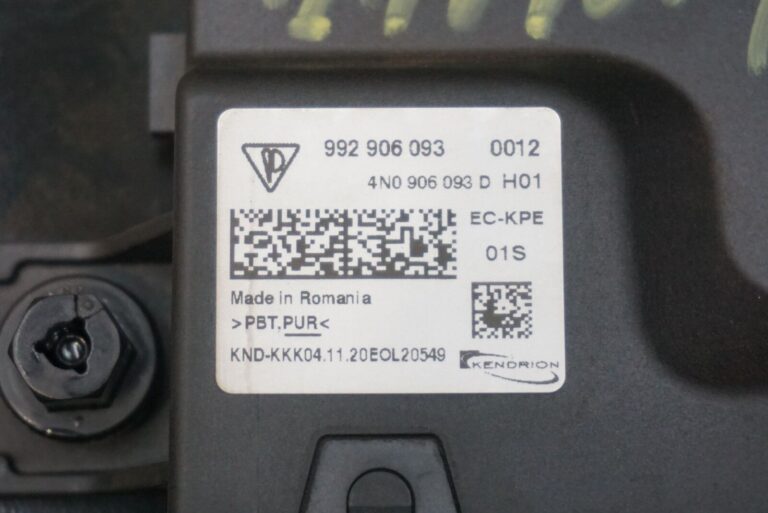 992 906 093 0012
4N0 906 093 D H01
EC-KPE
01S
Made in Romania
>PBT,PUR<
KND-KKK04.11.20EOL20549
KENDRION